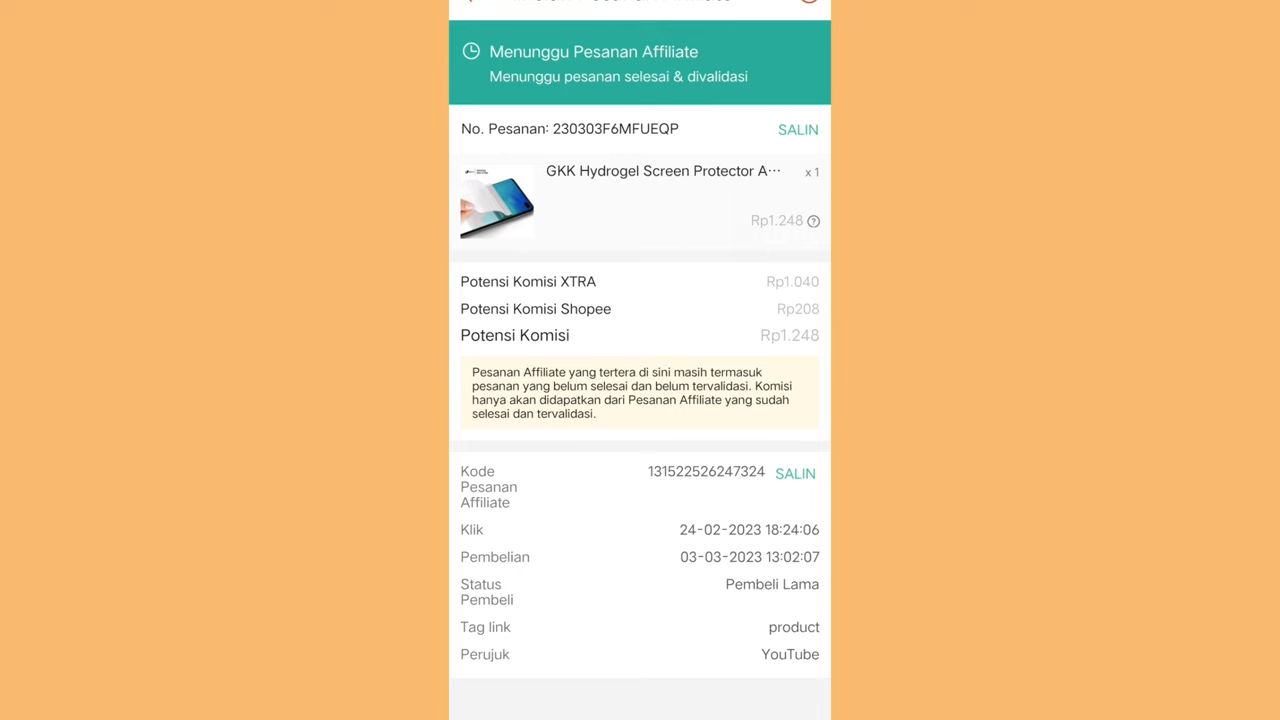 Menunggu Pesanan Affiliate
Menunggu pesanan selesai & divalidasi
No. Pesanan: 230303F6MFUEQP SALIN
GKK Hydrogel Screen Protector A··· x 1
Rp1.248
Potensi Komisi XTRA Rp1.040
Potensi Komisi Shopee Rp208
Potensi Komisi Rp1.248
Pesanan Affiliate yang tertera di sini masih termasuk
pesanan yang belum selesai dan belum tervalidasi. Komisi
hanya akan didapatkan dari Pesanan Affiliate yang sudah
selesai dan tervalidasi.
Kode 131522526247324 SALIN
Pesanan
Affiliate
Klik 24-02-2023 18:24:06
Pembelian 03-03-2023 13:02:07
Status Pembeli Lama
Pembeli
Tag link product
Perujuk YouTube